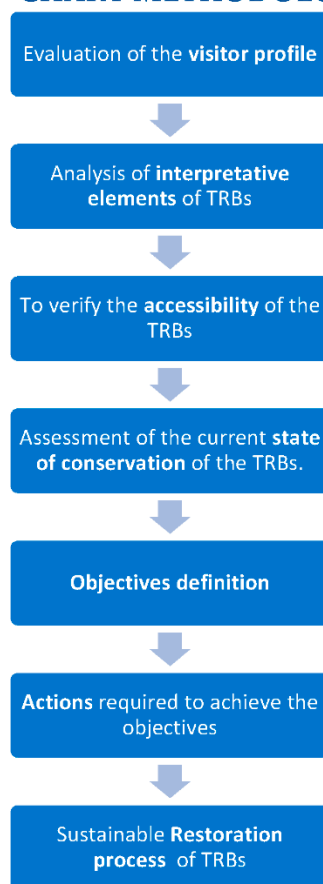 Evaluation of the visitor profile
Analysis of interpretative
elements of TRBs
To verify the accessibility of the
TRBs
Assessment of the current state
of conservation of the TRBs.
Objectives definition
Actions required to achieve the
objectives
Sustainable Restoration
process of TRBs